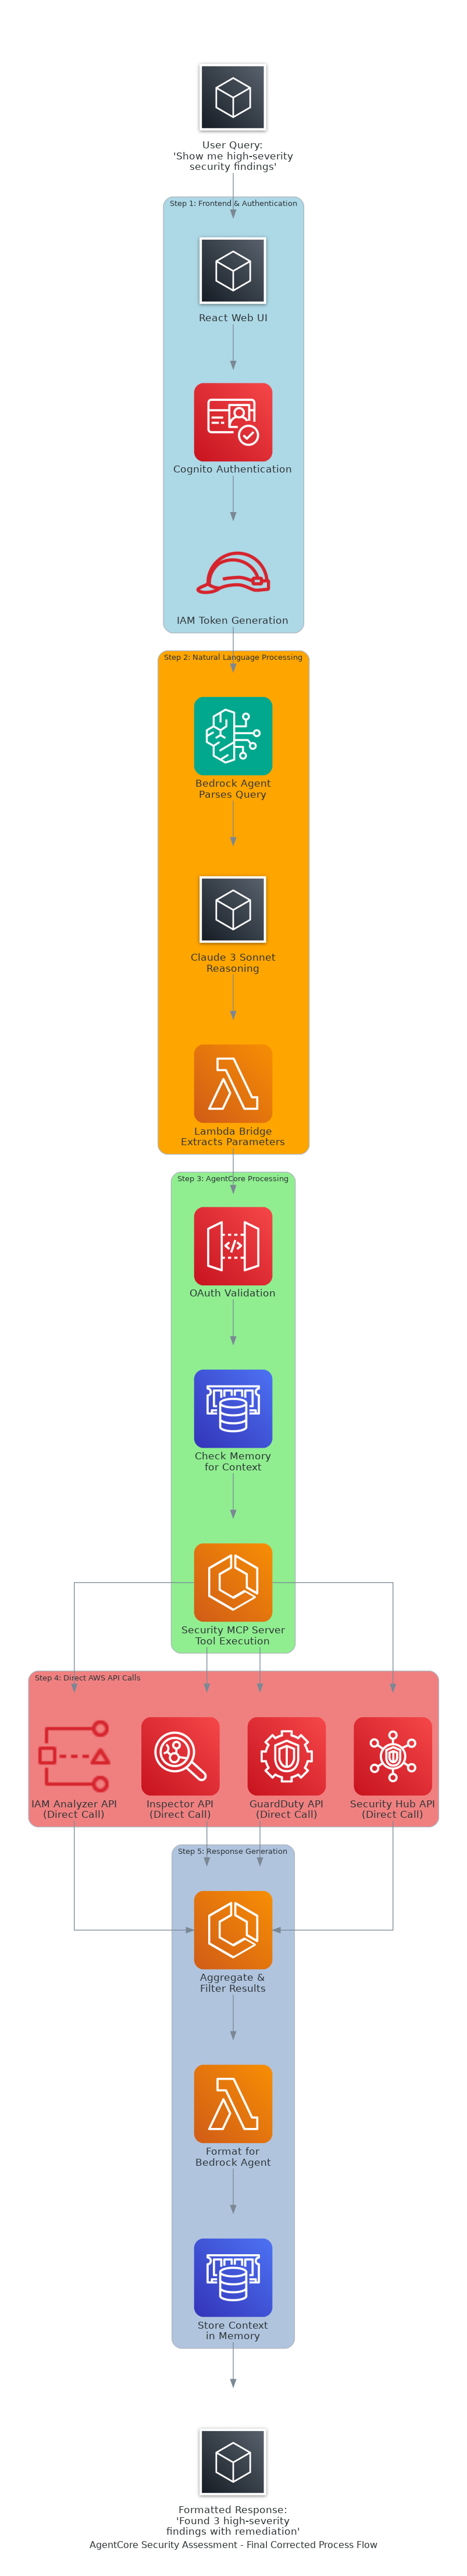 User Query:
'Show me high-severity
security findings'
Step 1: Frontend & Authentication
React Web UI
Cognito Authentication
IAM Token Generation
Step 2: Natural Language Processing
Bedrock Agent
Parses Query
Claude 3 Sonnet
Reasoning
Lambda Bridge
Extracts Parameters
Step 3: AgentCore Processing
OAuth Validation
Check Memory
for Context
Security MCP Server
Tool Execution
Step 4: Direct AWS API Calls
IAM Analyzer API
(Direct Call)
Inspector API
(Direct Call)
GuardDuty API
(Direct Call)
Security Hub API
(Direct Call)
Step 5: Response Generation
Aggregate &
Filter Results
Format for
Bedrock Agent
Store Context
in Memory
Formatted Response:
'Found 3 high-severity
findings with remediation'
AgentCore Security Assessment - Final Corrected Process Flow